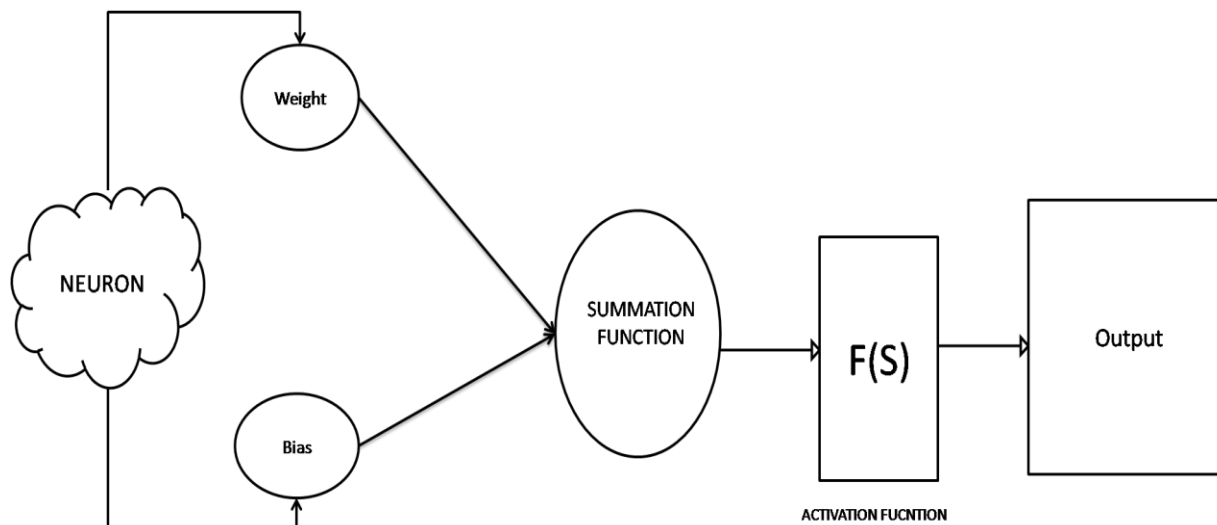 Weight
NEURON
SUMMATION
FUNCTION
F(S)
Output
Bias
ACTIVATION FUCNTION